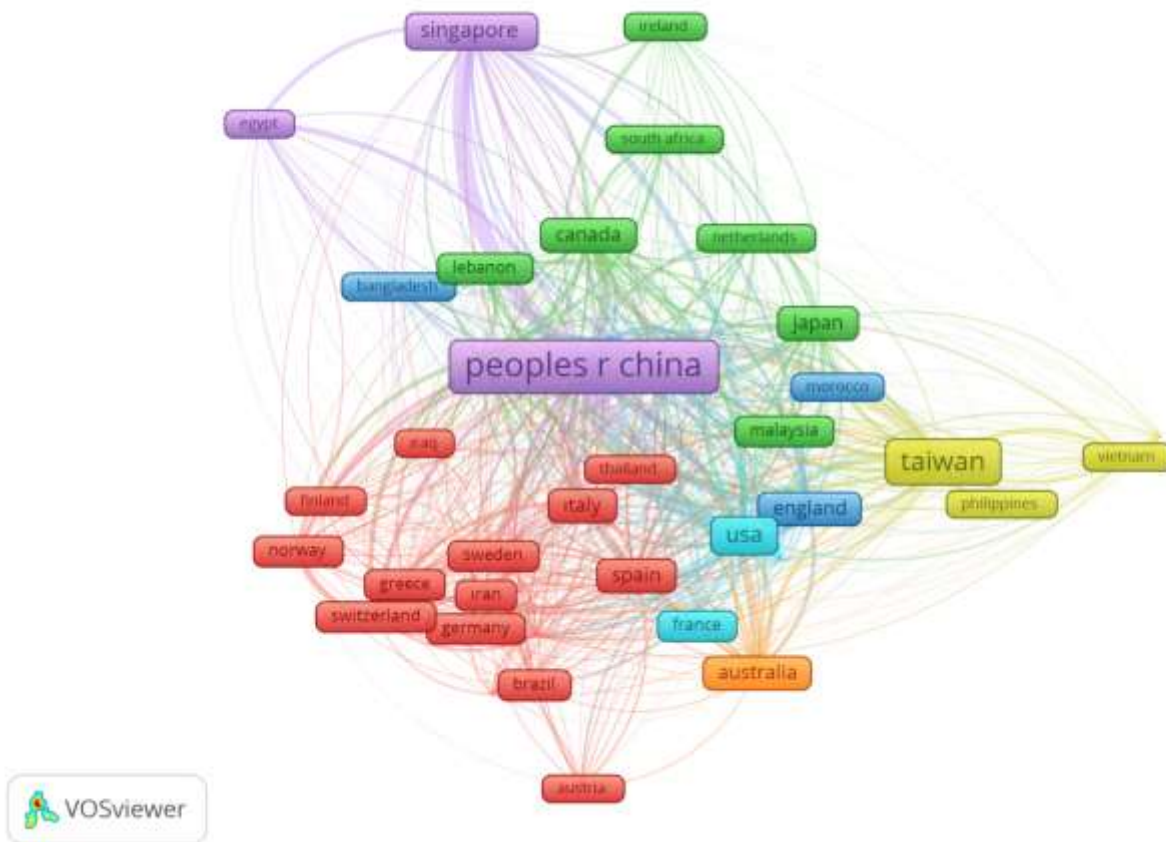 singapore
ireland
egypt
south africa
canada
netherlands
lebanon
bangladesh
japan
peoples r china
morocco
malaysia
iraq
taiwan
vietnam
thailand
finland
italy
philippines
england
usa
norway
sweden
spain
greece
iran
switzerland
germany
france
australia
brazil
austria
VOSviewer